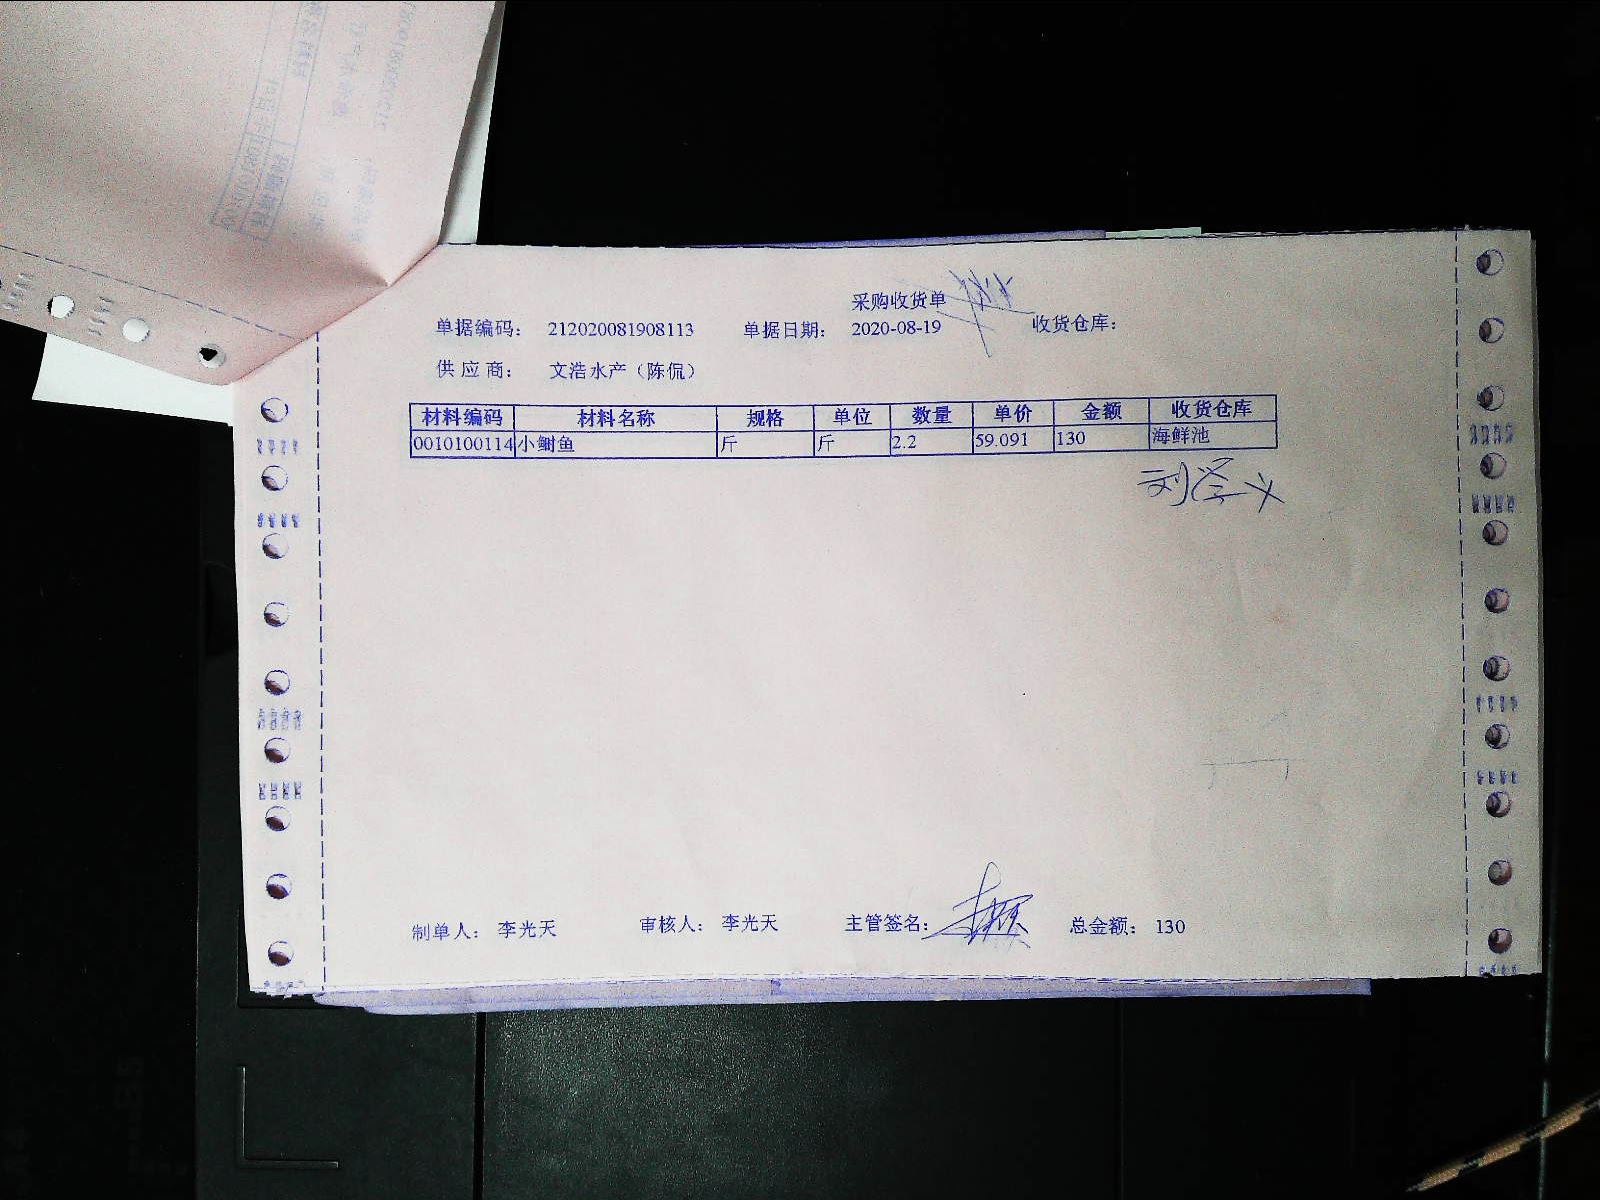 采购收货单
单据编码： 212020081908113 单据日期： 2020-08-19 收货仓库：
供应商： 文浩水产（陈侃）
材料编码 材料名称 规格 单位 数量 单价 金额 收货仓库
0010100114 小鲥鱼 斤 斤 2.2 59.091 130 海鲜池
刘学义
制单人： 李光天 审核人： 李光天 主管签名： 总金额： 130